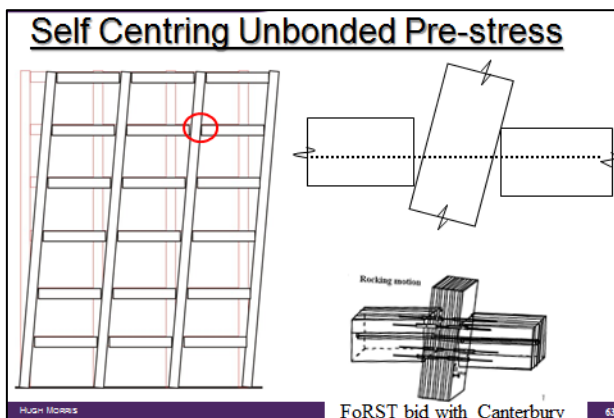 Self Centring Unbonded Pre-stress
Rocking motion
HUGH MORRIS
FoRST bid with Canterbury